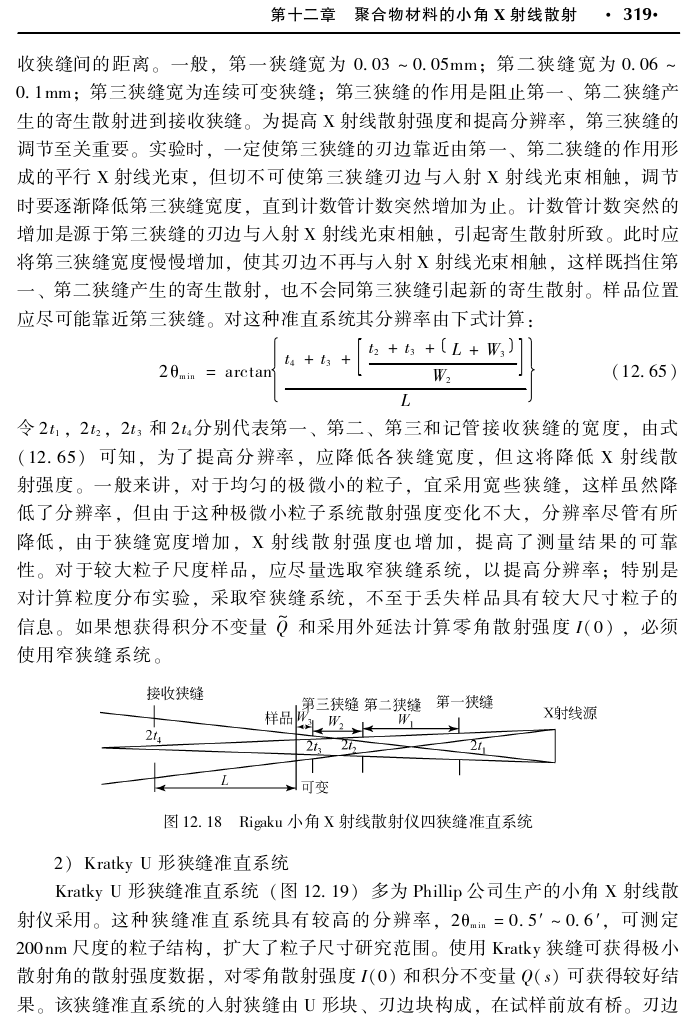 第十二章　聚合物材料的小角 X 射线散射　· 319·
收狭缝间的距离。一般，第一狭缝宽为 0.03 ~0.05mm；第二狭缝宽为 0.06 ~
0.1mm；第三狭缝宽为连续可变狭缝；第三狭缝的作用是阻止第一、第二狭缝产
生的寄生散射进到接收狭缝。为提高 X 射线散射强度和提高分辨率，第三狭缝的
调节至关重要。实验时，一定使第三狭缝的刃边靠近由第一、第二狭缝的作用形
成的平行 X 射线光束，但切不可使第三狭缝刃边与入射 X 射线光束相触，调节
时要逐渐降低第三狭缝宽度，直到计数管计数突然增加为止。计数管计数突然的
增加是源于第三狭缝的刃边与入射 X 射线光束相触，引起寄生散射所致。此时应
将第三狭缝宽度慢慢增加，使其刃边不再与入射 X 射线光束相触，这样既挡住第
一、第二狭缝产生的寄生散射，也不会同第三狭缝引起新的寄生散射。样品位置
应尽可能靠近第三狭缝。对这种准直系统其分辨率由下式计算：
2θmin = arctan{ t4 + t3 + [ t2 + t3 + ( L + W3 ) / W2 ] / L }　(12.65)
令 2t1，2t2，2t3 和 2t4分别代表第一、第二、第三和记管接收狭缝的宽度，由式
(12.65) 可知，为了提高分辨率，应降低各狭缝宽度，但这将降低 X 射线散
射强度。一般来讲，对于均匀的极微小的粒子，宜采用宽些狭缝，这样虽然降
低了分辨率，但由于这种极微小粒子系统散射强度变化不大，分辨率尽管有所
降低，由于狭缝宽度增加，X 射线散射强度也增加，提高了测量结果的可靠
性。对于较大粒子尺度样品，应尽量选取窄狭缝系统，以提高分辨率；特别是
对计算粒度分布实验，采取窄狭缝系统，不至于丢失样品具有较大尺寸粒子的
信息。如果想获得积分不变量 Q̃ 和采用外延法计算零角散射强度 I(0)，必须
使用窄狭缝系统。
接收狭缝　样品　W3　第三狭缝　W2　第二狭缝　W1　第一狭缝　X射线源
2t4　2t3　2t2　2t1
L　可变
图 12.18　Rigaku 小角 X 射线散射仪四狭缝准直系统
2）Kratky U 形狭缝准直系统
Kratky U 形狭缝准直系统（图 12.19）多为 Phillip 公司生产的小角 X 射线散
射仪采用。这种狭缝准直系统具有较高的分辨率，2θmin =0.5′ ~0.6′，可测定
200nm 尺度的粒子结构，扩大了粒子尺寸研究范围。使用 Kratky 狭缝可获得极小
散射角的散射强度数据，对零角散射强度 I(0) 和积分不变量 Q(s) 可获得较好结
果。该狭缝准直系统的入射狭缝由 U 形块、刃边块构成，在试样前放有桥。刃边